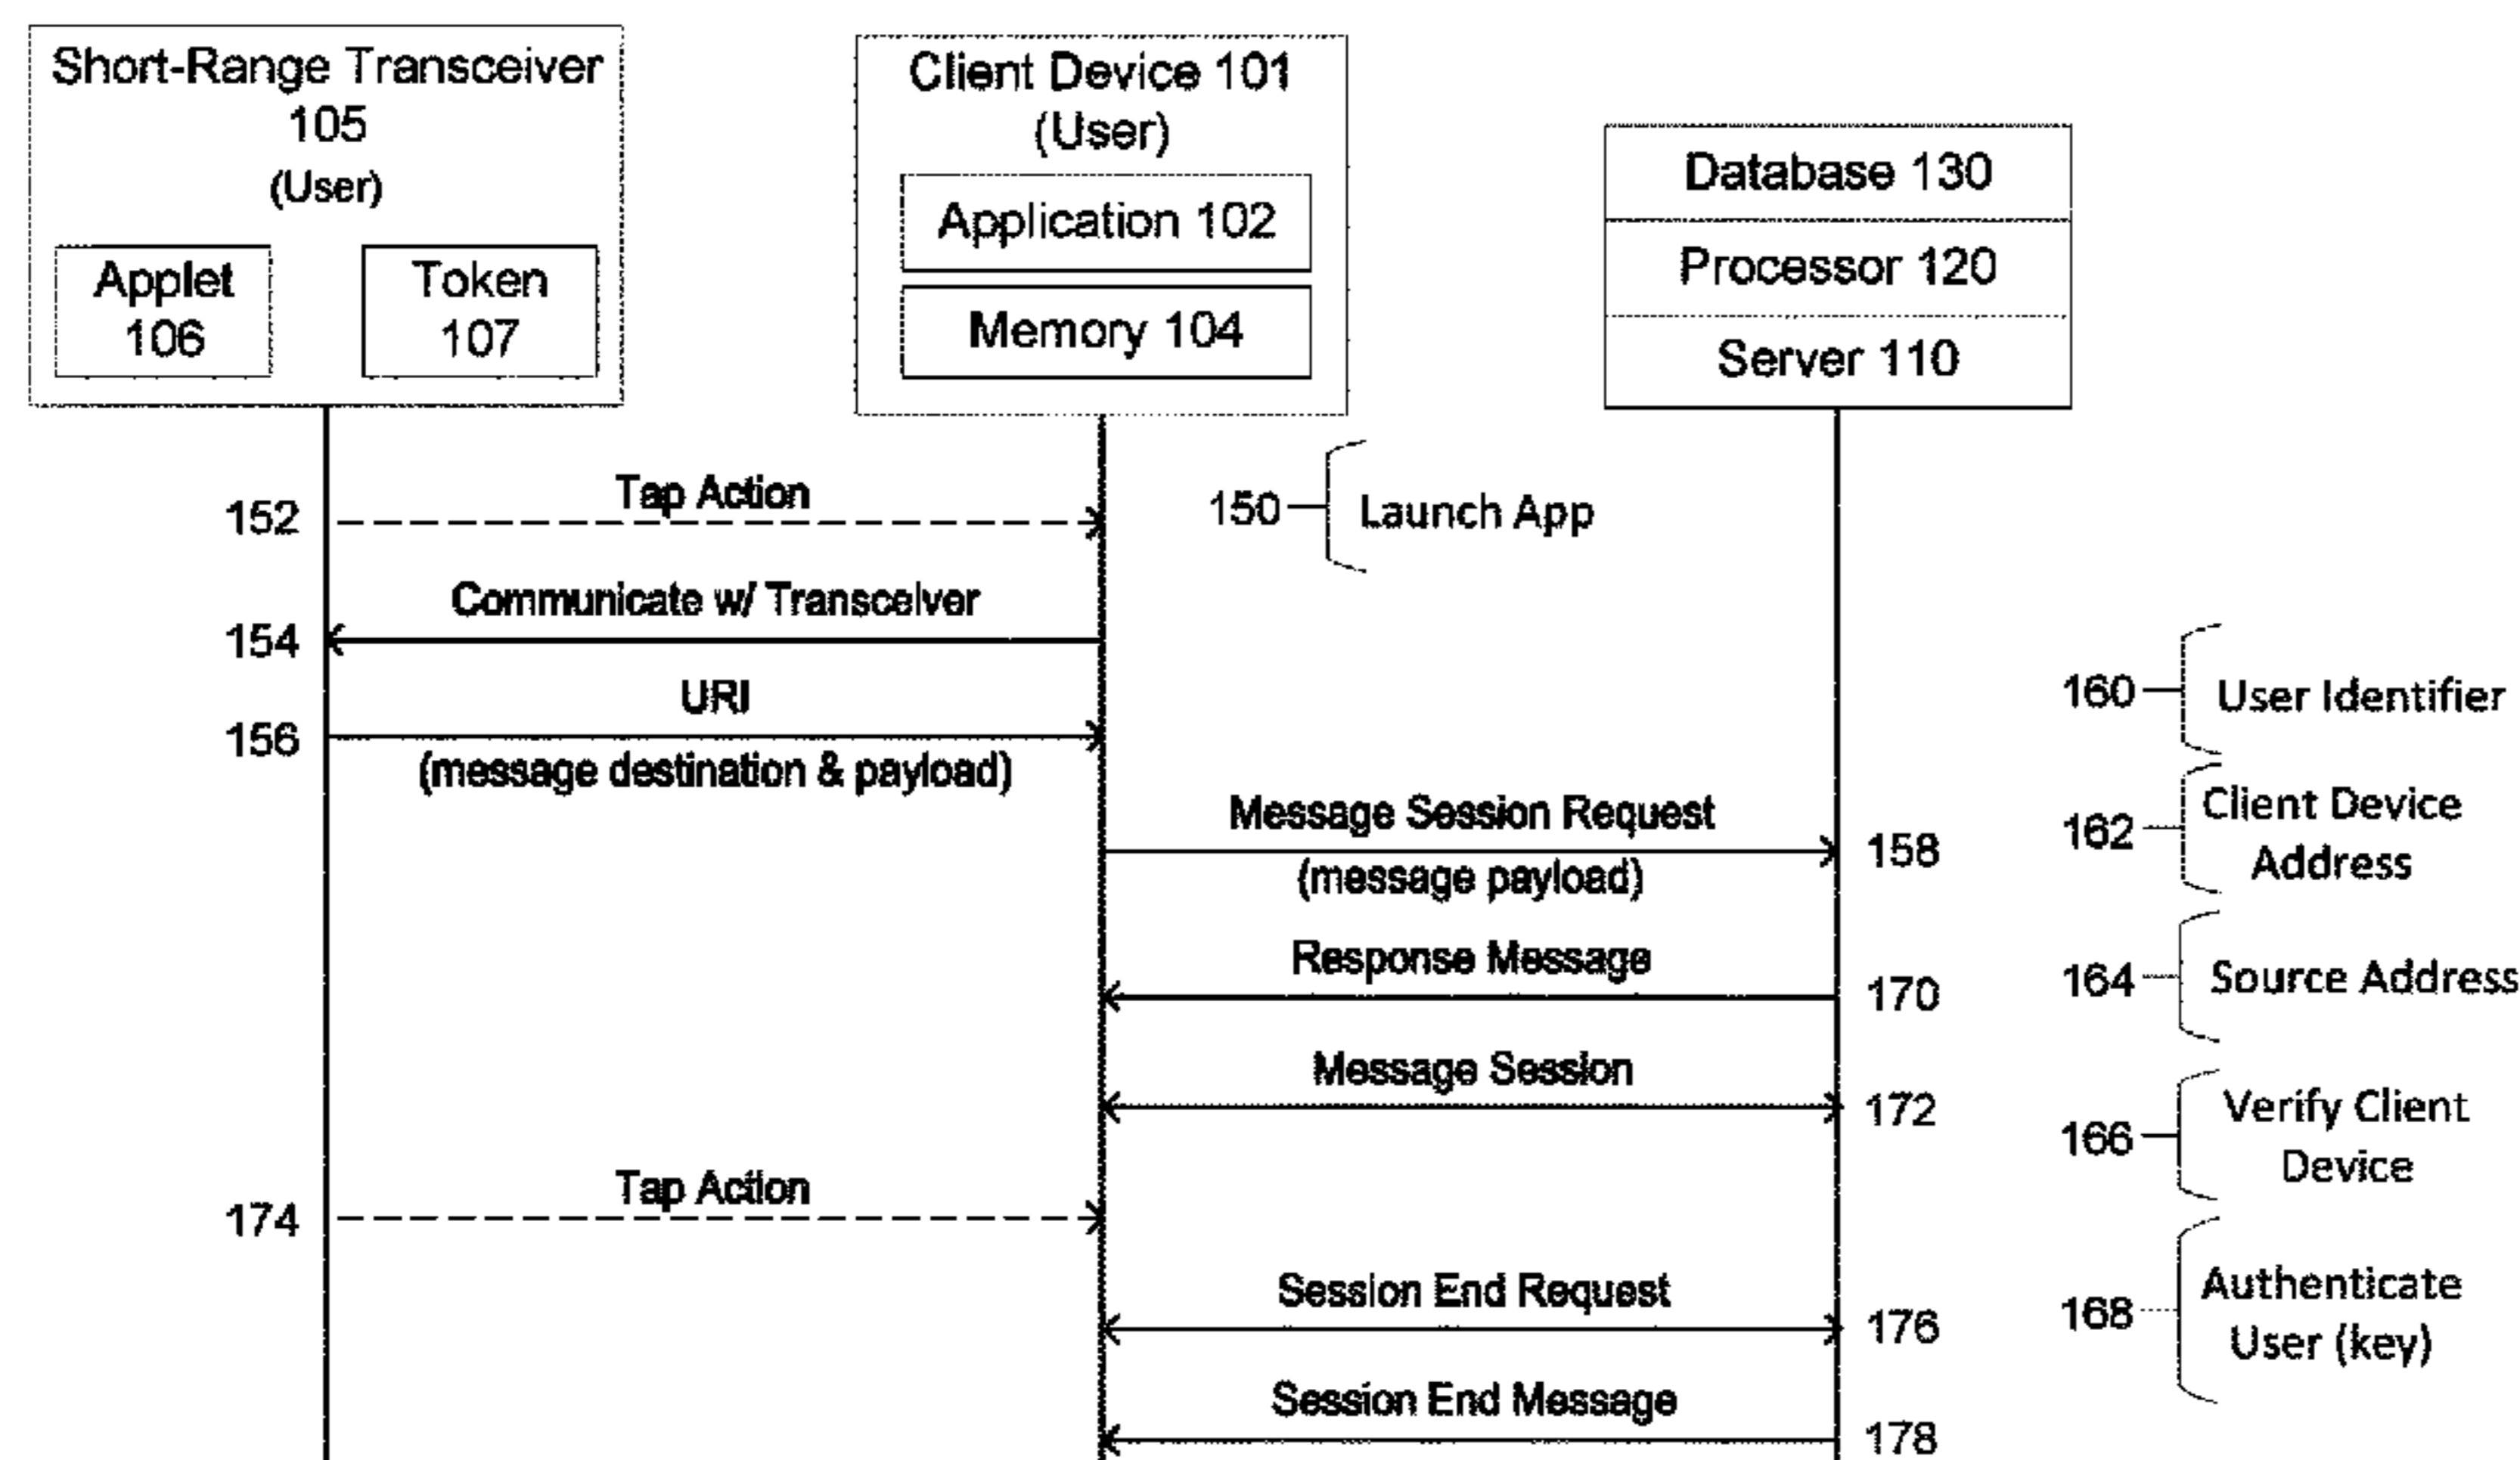 Short-Range Transceiver
105
(User)
Applet
106
Token
107
Client Device 101
(User)
Application 102
Memory 104
Database 130
Processor 120
Server 110
Tap Action
152
150
Launch App
Communicate w/ Transceiver
154
URI
156
(message destination & payload)
160
User Identifier
Message Session Request
158
(message payload)
162
Client Device
Address
Response Message
170
164
Source Address
Message Session
172
166
Verify Client
Device
Tap Action
174
Session End Request
176
168
Authenticate
User (key)
Session End Message
178